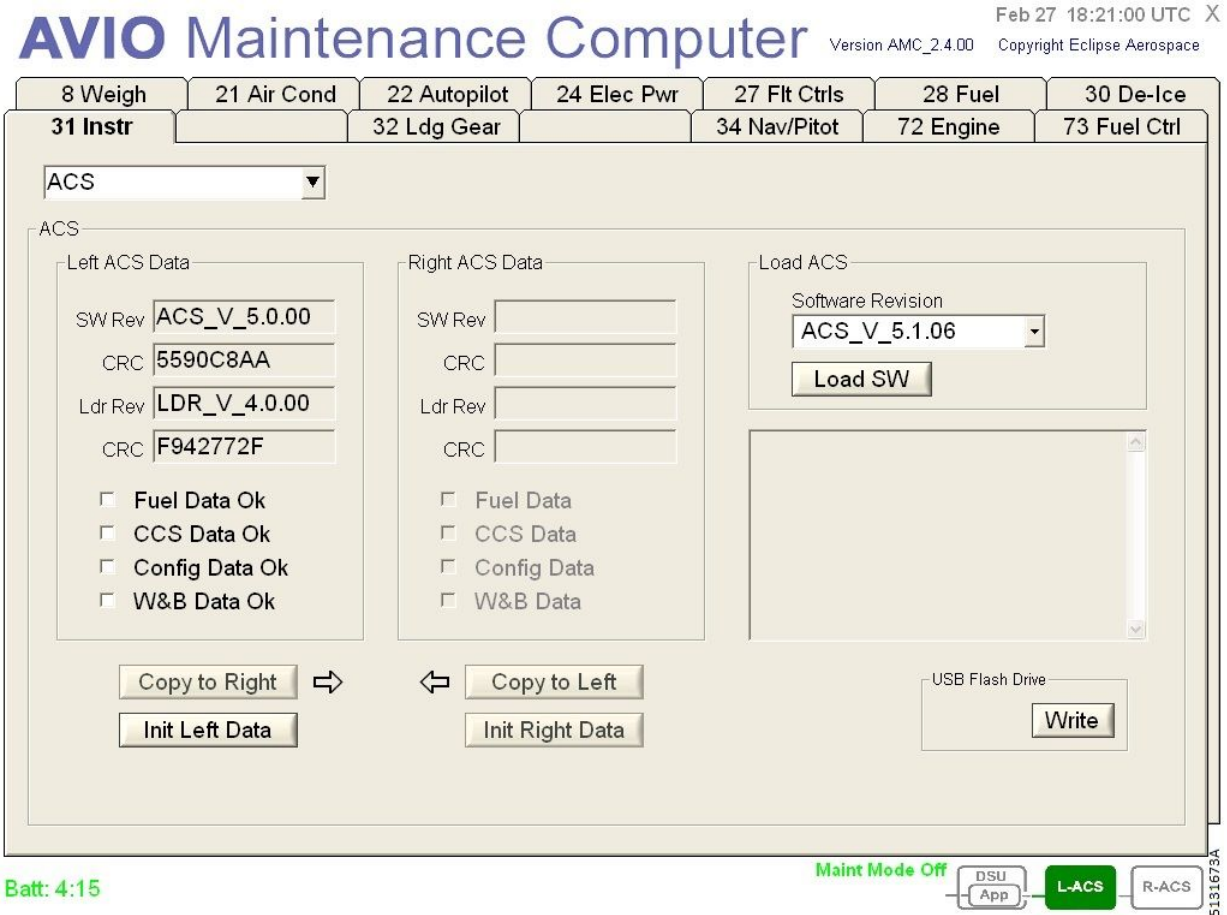 Feb 27 18:21:00 UTC X
AVIO Maintenance Computer Version AMC_2.4.00 Copyright Eclipse Aerospace
8 Weigh 21 Air Cond 22 Autopilot 24 Elec Pwr 27 Flt Ctrls 28 Fuel 30 De-Ice
31 Instr 32 Ldg Gear 34 Nav/Pitot 72 Engine 73 Fuel Ctrl
ACS
ACS
Left ACS Data
SW Rev ACS_V_5.0.00
CRC 5590C8AA
Ldr Rev LDR_V_4.0.00
CRC F942772F
Fuel Data Ok
CCS Data Ok
Config Data Ok
W&B Data Ok
Copy to Right
Init Left Data
Right ACS Data
SW Rev
CRC
Ldr Rev
CRC
Fuel Data
CCS Data
Config Data
W&B Data
Copy to Left
Init Right Data
Load ACS
Software Revision
ACS_V_5.1.06
Load SW
USB Flash Drive
Write
Batt: 4:15
Maint Mode Off
DSU
App
L-ACS
R-ACS
5131673A